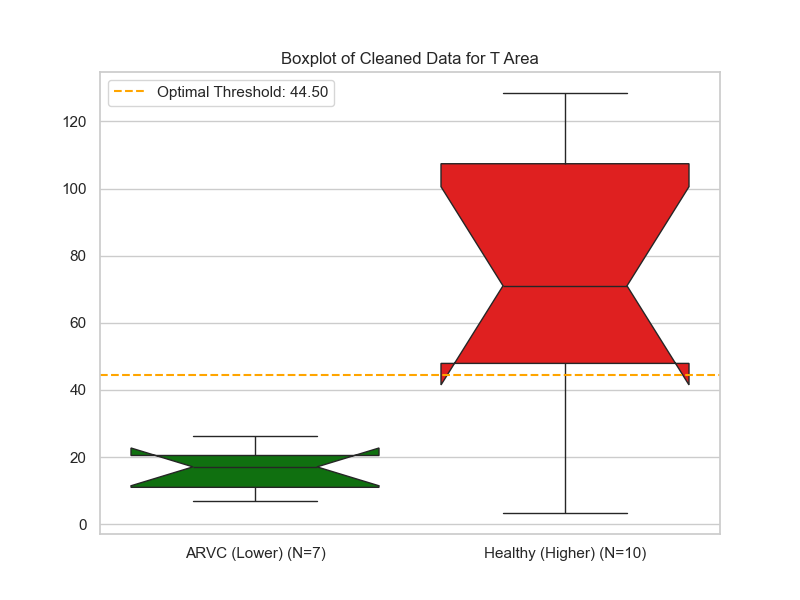 Boxplot of Cleaned Data for T Area
Optimal Threshold: 44.50
120
100
80
60
40
20
0
ARVC (Lower) (N=7)
Healthy (Higher) (N=10)